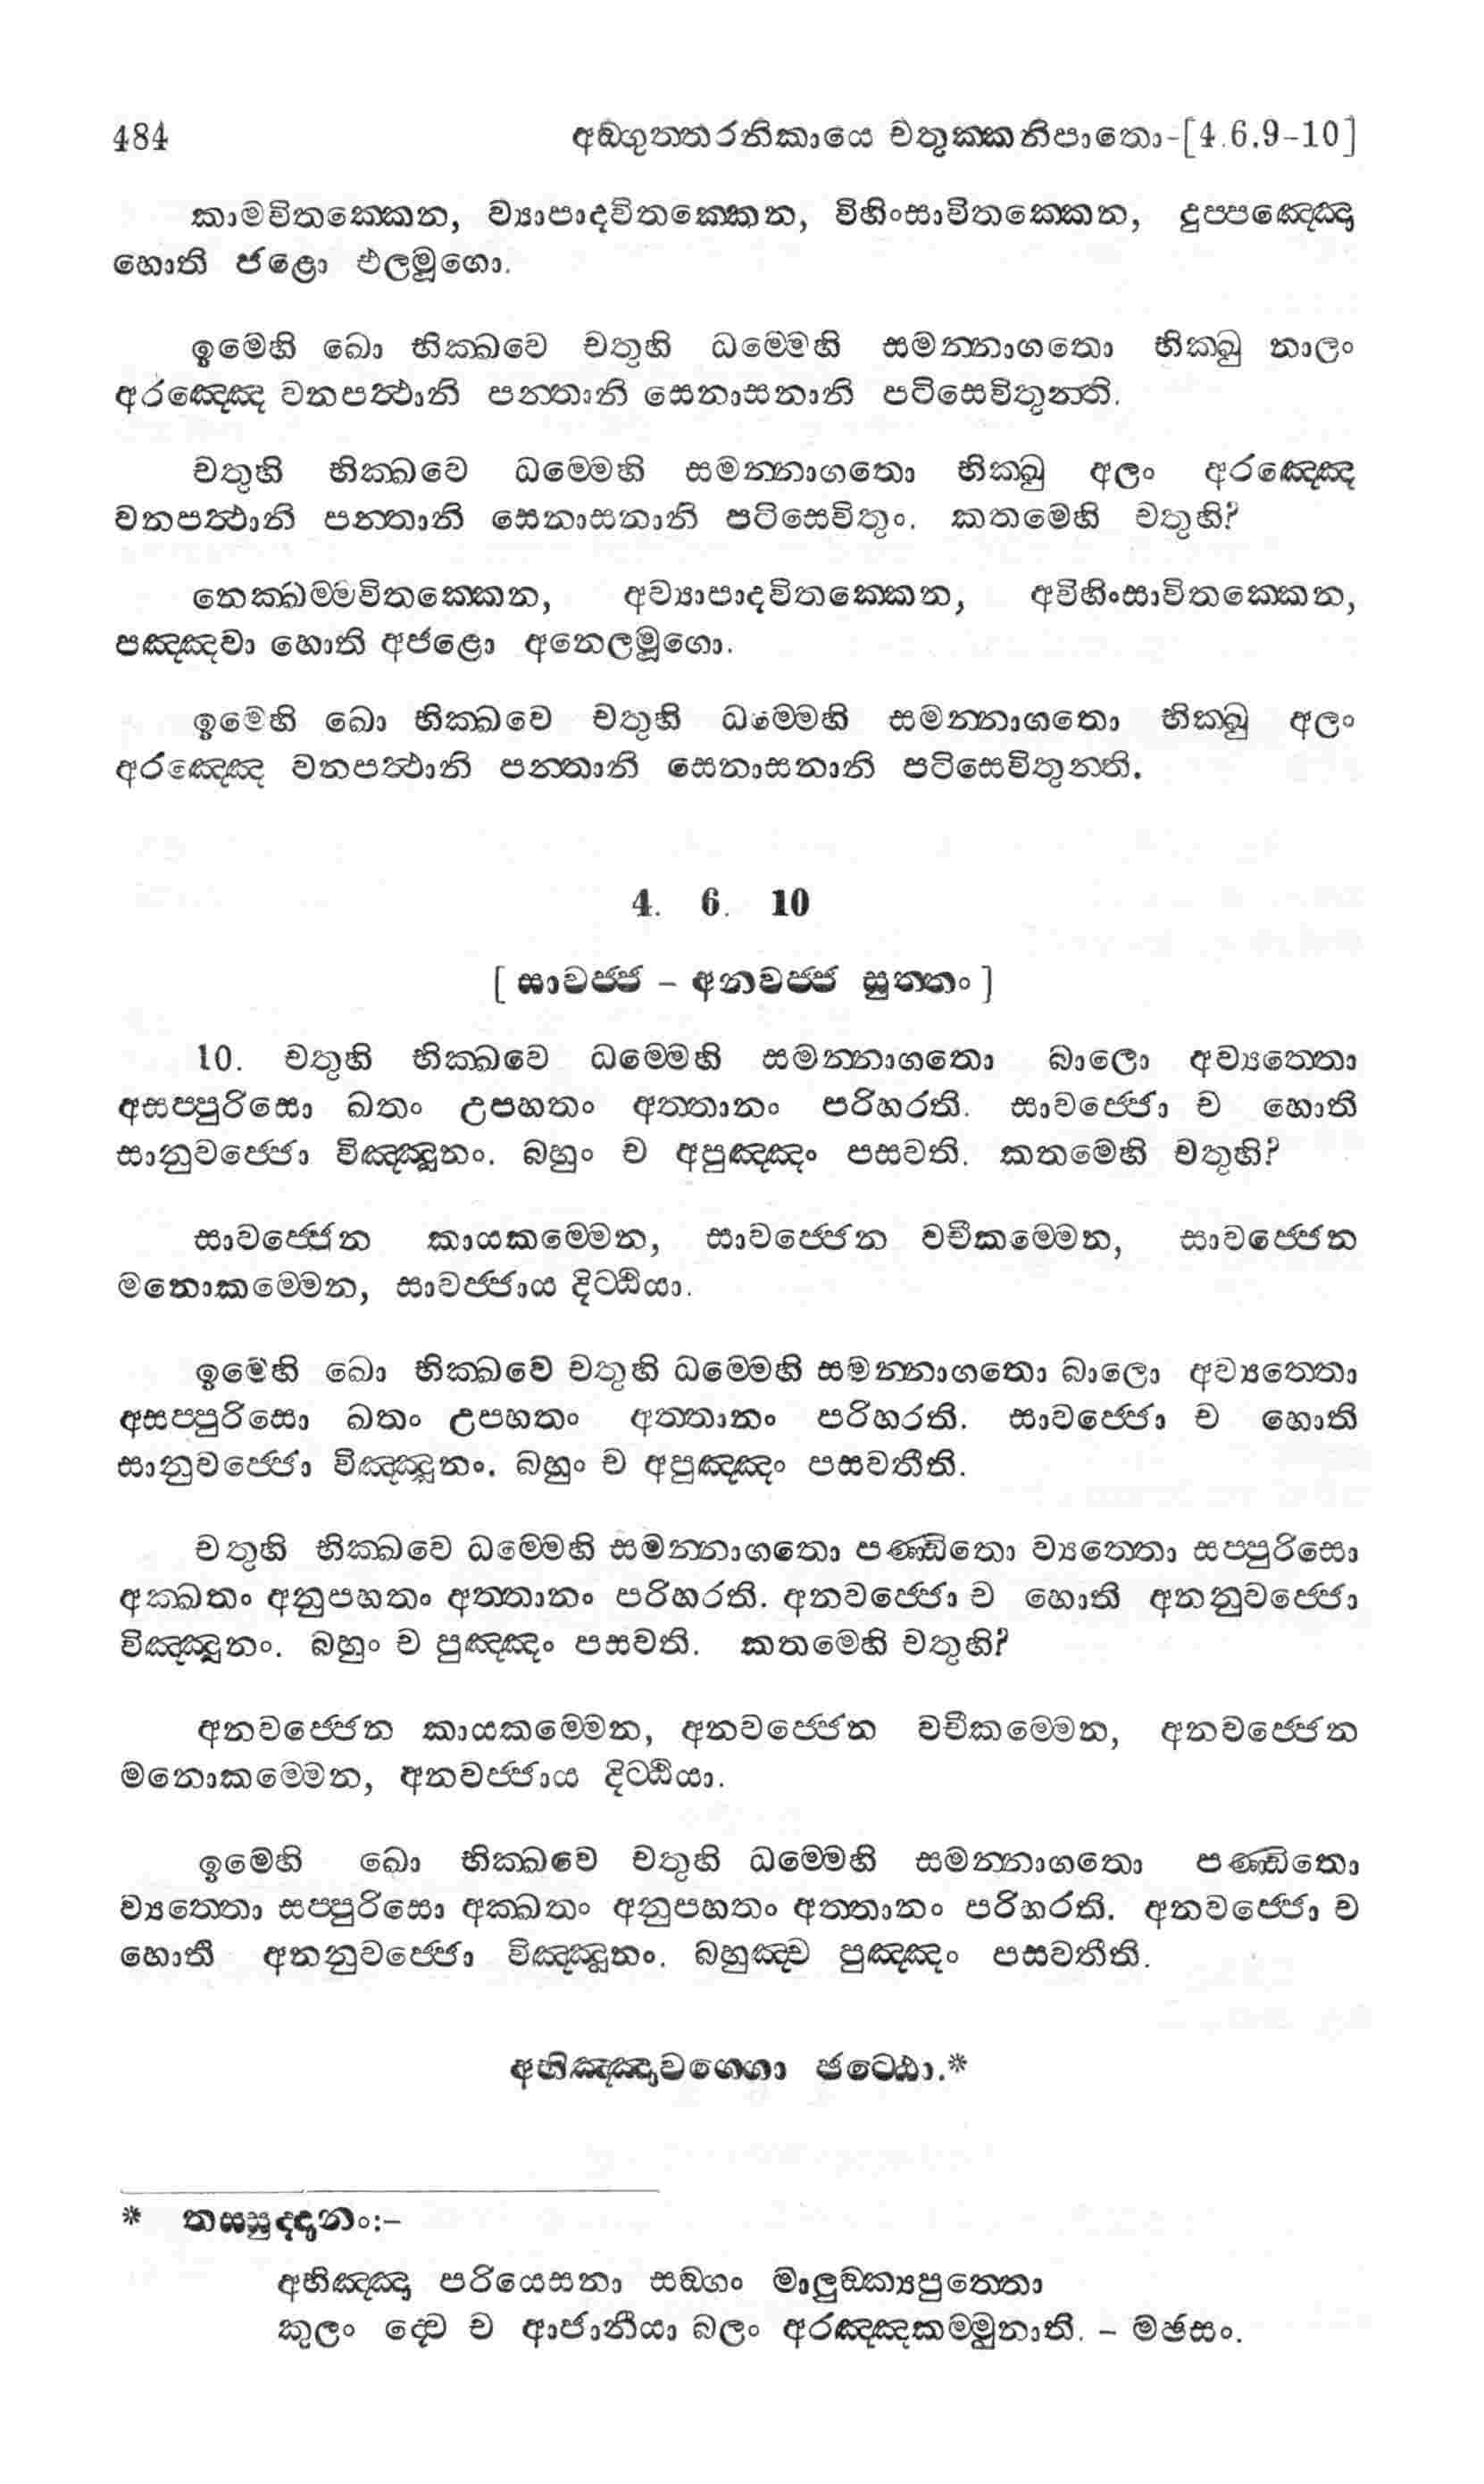 484 අඞ්ගුත්තරනිකායෙ චතුක්කනිපාතො-[4.6.9-10]
කාමවිතක්කෙන, ව්‍යාපාදවිතක්කෙන, විහිංසාවිතක්කෙන, දුප්පඤ්ඤො
හොති ජළො එලමූගො.
ඉමෙහි ඛො භික්ඛවෙ චතුහි ධම්මෙහි සමන්නාගතො භික්ඛු නාලං
අරඤ්ඤෙ වනපත්‍ථානි පන්තානි සෙනාසනානි පටිසෙවිතුන්ති.
චතුහි භික්ඛවෙ ධම්මෙහි සමන්නාගතො භික්ඛු අලං අරඤ්ඤෙ
වනපත්‍ථානි පන්තානි සෙනාසනානි පටිසෙවිතුං. කතමෙහි චතුහි?
නෙක්ඛම්මවිතක්කෙන, අව්‍යාපාදවිතක්කෙන, අවිහිංසාවිතක්කෙන,
පඤ්ඤවා හොති අජළො අනෙලමූගො.
ඉමෙහි ඛො භික්ඛවෙ චතුහි ධම්මෙහි සමන්නාගතො භික්ඛු අලං
අරඤ්ඤෙ වනපත්‍ථානි පන්තානි සෙනාසනානි පටිසෙවිතුන්ති.
4. 6. 10
[ සාවජ්ජ - අනවජ්ජ සුත්තං ]
10. චතුහි භික්ඛවෙ ධම්මෙහි සමන්නාගතො බාලො අව්‍යත්තො
අසප්පුරිසො ඛතං උපහතං අත්තානං පරිහරති. සාවජ්ජො ච හොති
සානුවජ්ජො විඤ්ඤූනං. බහුං ච අපුඤ්ඤං පසවති. කතමෙහි චතුහි?
සාවජ්ජෙන කායකම්මෙන, සාවජ්ජෙන වචීකම්මෙන, සාවජ්ජෙන
මනොකම්මෙන, සාවජ්ජාය දිට්ඨියා.
ඉමෙහි ඛො භික්ඛවෙ චතුහි ධම්මෙහි සමන්නාගතො බාලො අව්‍යත්තො
අසප්පුරිසො ඛතං උපහතං අත්තානං පරිහරති. සාවජ්ජො ච හොති
සානුවජ්ජො විඤ්ඤූනං. බහුං ච අපුඤ්ඤං පසවතීති.
චතුහි භික්ඛවෙ ධම්මෙහි සමන්නාගතො පණ්ඩිතො ව්‍යත්තො සප්පුරිසො
අක්ඛතං අනුපහතං අත්තානං පරිහරති. අනවජ්ජො ච හොති අනනුවජ්ජො
විඤ්ඤූනං. බහුං ච පුඤ්ඤං පසවති. කතමෙහි චතුහි?
අනවජ්ජෙන කායකම්මෙන, අනවජ්ජෙන වචීකම්මෙන, අනවජ්ජෙන
මනොකම්මෙන, අනවජ්ජාය දිට්ඨියා.
ඉමෙහි ඛො භික්ඛවෙ චතුහි ධම්මෙහි සමන්නාගතො පණ්ඩිතො
ව්‍යත්තො සප්පුරිසො අක්ඛතං අනුපහතං අත්තානං පරිහරති. අනවජ්ජො ච
හොති අනනුවජ්ජො විඤ්ඤූනං. බහුඤ්ච පුඤ්ඤං පසවතීති.
අභිඤ්ඤාවග්ගො ඡට්ඨො.*
* තස්සුද්දානං:-
අභිඤ්ඤා පරියෙසනා සඞ්ගං මාලුඞ්ක්‍යපුත්තො
කුලං ද්වෙ ච ආජානීයා බලං අරඤ්ඤකම්මුනාති. - මඡසං.